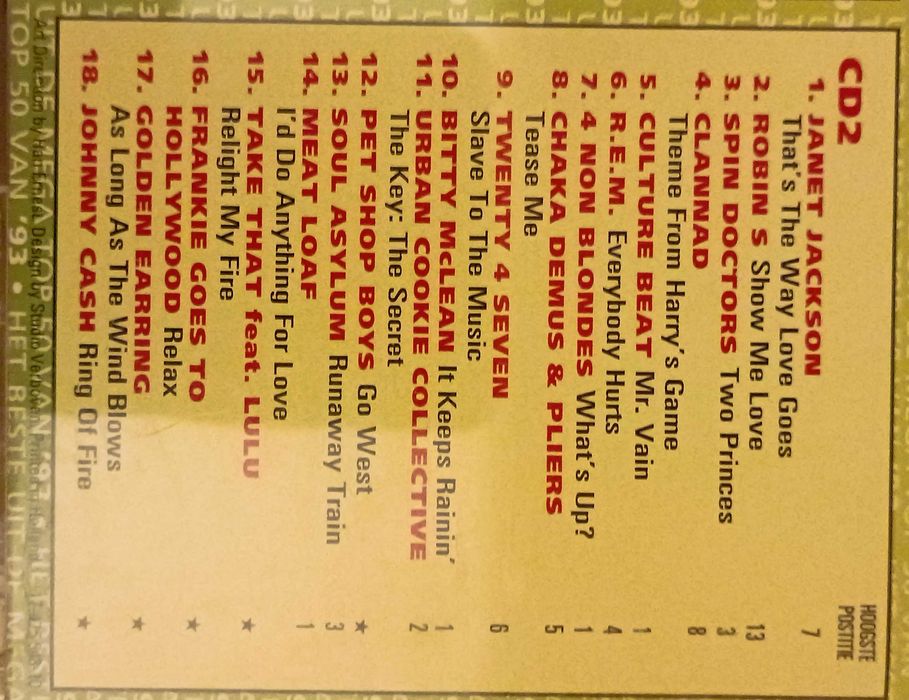 HOOGSTE
CD2 POSITIE
1. JANET JACKSON 7
That's The Way Love Goes
2. ROBIN S Show Me Love 13
3. SPIN DOCTORS Two Princes 3
4. CLANNAD 8
Theme From Harry's Game
5. CULTURE BEAT Mr. Vain 1
6. R.E.M. Everybody Hurts 4
7. 4 NON BLONDES What's Up? 1
8. CHAKA DEMUS & PLIERS 5
Tease Me
9. TWENTY 4 SEVEN 6
Slave To The Music
10. BITTY McLEAN It Keeps Rainin' 1
11. URBAN COOKIE COLLECTIVE 2
The Key: The Secret
12. PET SHOP BOYS Go West ★
13. SOUL ASYLUM Runaway Train 3
14. MEAT LOAF 1
I'd Do Anything For Love
15. TAKE THAT feat. LULU ★
Relight My Fire
16. FRANKIE GOES TO ★
HOLLYWOOD Relax
17. GOLDEN EARRING ★
As Long As The Wind Blows
18. JOHNNY CASH Ring Of Fire ★
Art Direction by Design by Studio
TOP 50 VAN '93 • HET BESTE UIT DE MEGA